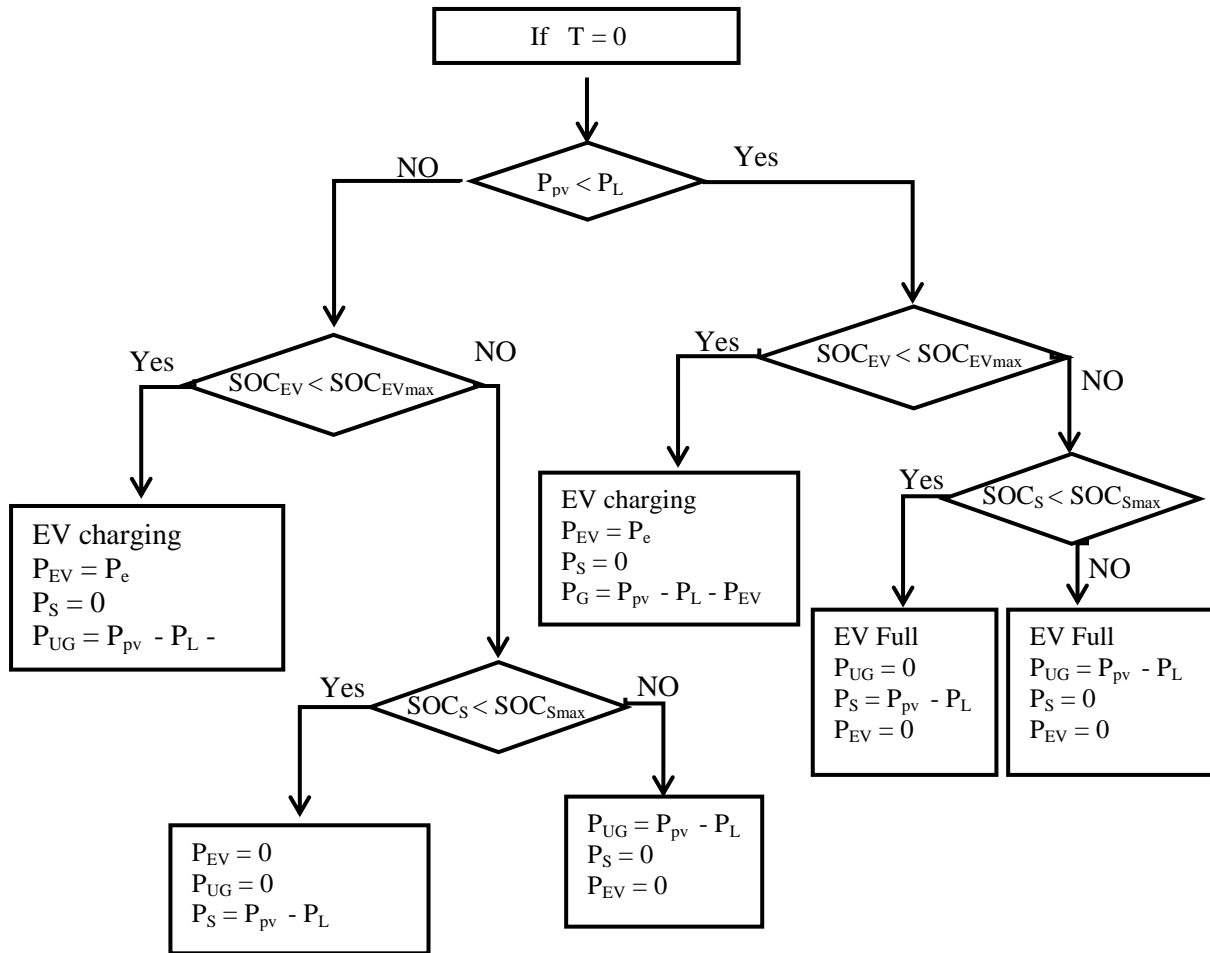 If T = 0
NO
Yes
P_pv < P_L
Yes
SOC_EV < SOC_EVmax
NO
Yes
SOC_EV < SOC_EVmax
NO
EV charging
P_EV = P_e
P_S = 0
P_UG = P_pv - P_L -
EV charging
P_EV = P_e
P_S = 0
P_G = P_pv - P_L - P_EV
Yes
SOC_S < SOC_Smax
NO
EV Full
P_UG = 0
P_S = P_pv - P_L
P_EV = 0
EV Full
P_UG = P_pv - P_L
P_S = 0
P_EV = 0
Yes
SOC_S < SOC_Smax
NO
P_EV = 0
P_UG = 0
P_S = P_pv - P_L
P_UG = P_pv - P_L
P_S = 0
P_EV = 0